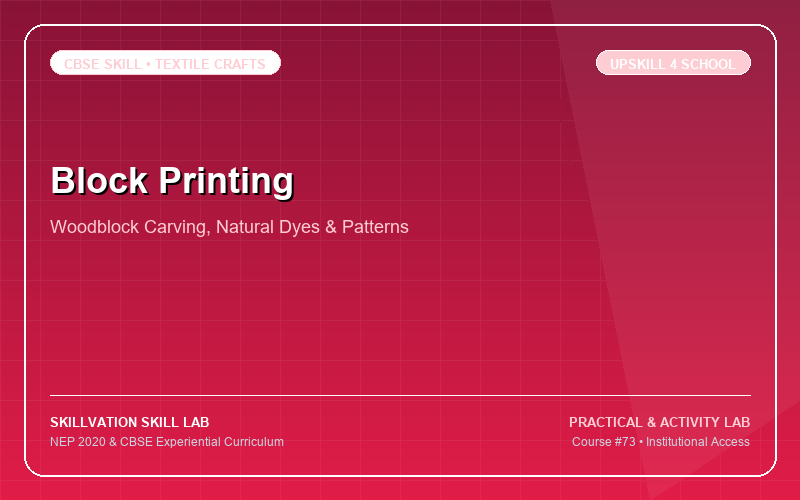 CBSE SKILL • TEXTILE CRAFTS
UPSKILL 4 SCHOOL
Block Printing
Woodblock Carving, Natural Dyes & Patterns
SKILLVATION SKILL LAB
PRACTICAL & ACTIVITY LAB
NEP 2020 & CBSE Experiential Curriculum
Course #73 • Institutional Access